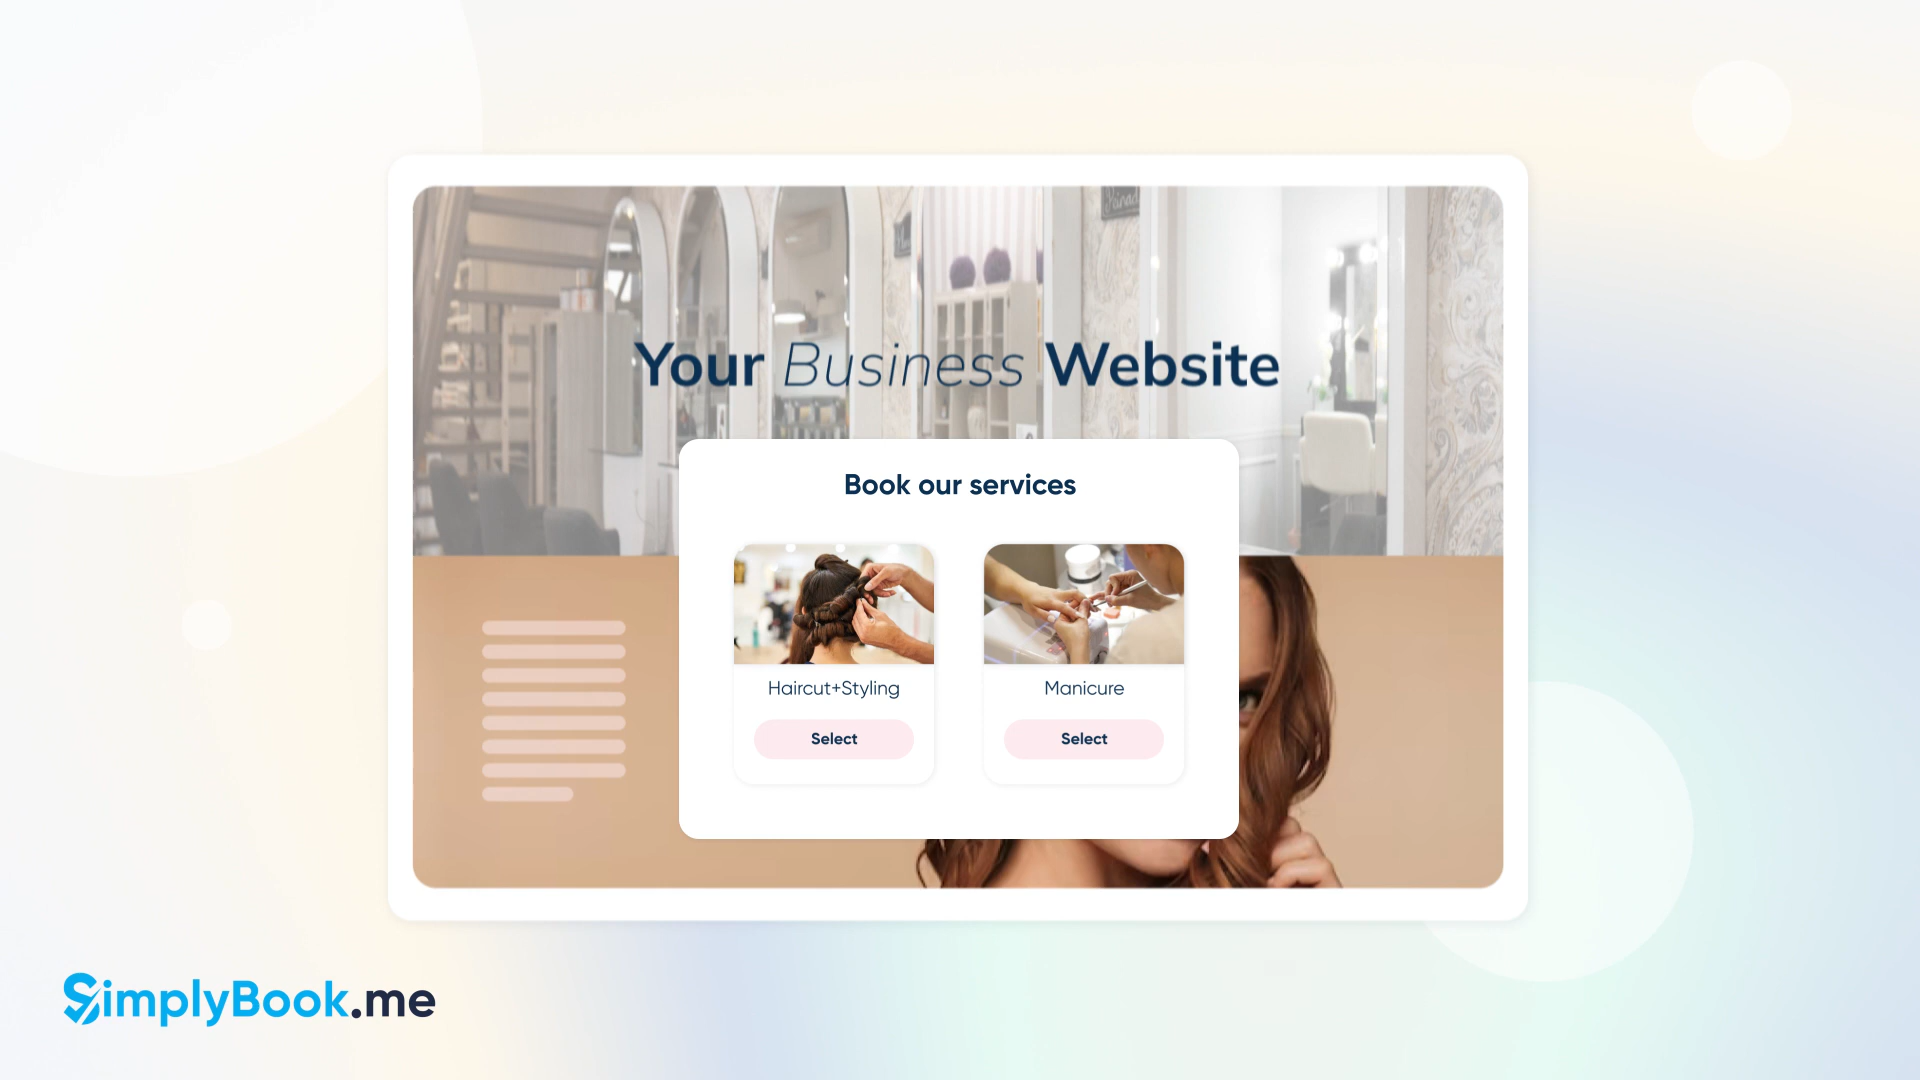 Your Business Website
Book our services
Haircut+Styling
Manicure
Select
Select
SimplyBook.me